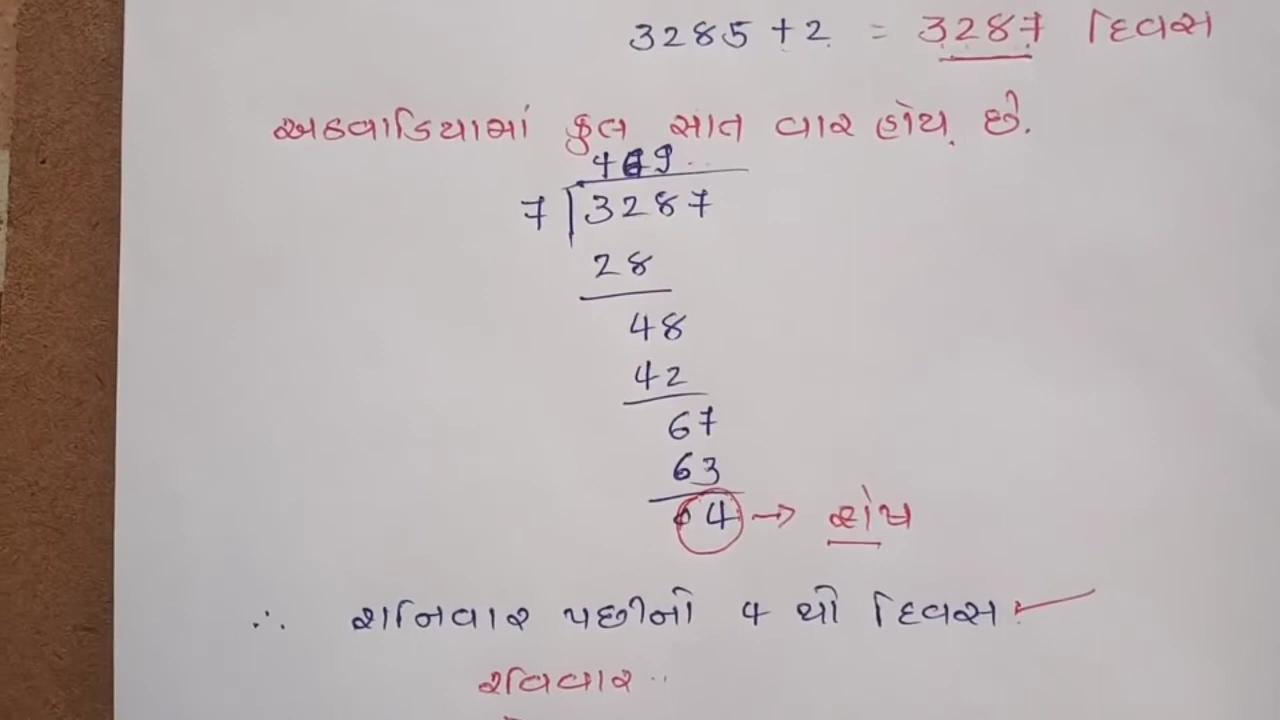 3285 + 2 = 3287 દિવસ
અઠવાડિયામાં કુલ સાત વાર હોય છે.
469..
7 3287
28
48
42
67
63
04 → શેષ
∴ શનિવાર પછીનો 4 થો દિવસ
રવિવાર..